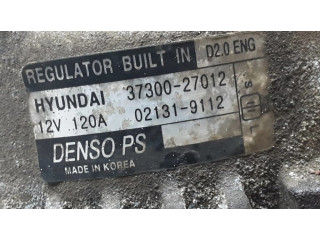 REGULATOR BUILT IN D2.0 ENG
HYUNDAI 37300-27012
12V 120A 02131-9112
DENSO PS
MADE IN KOREA
S
L